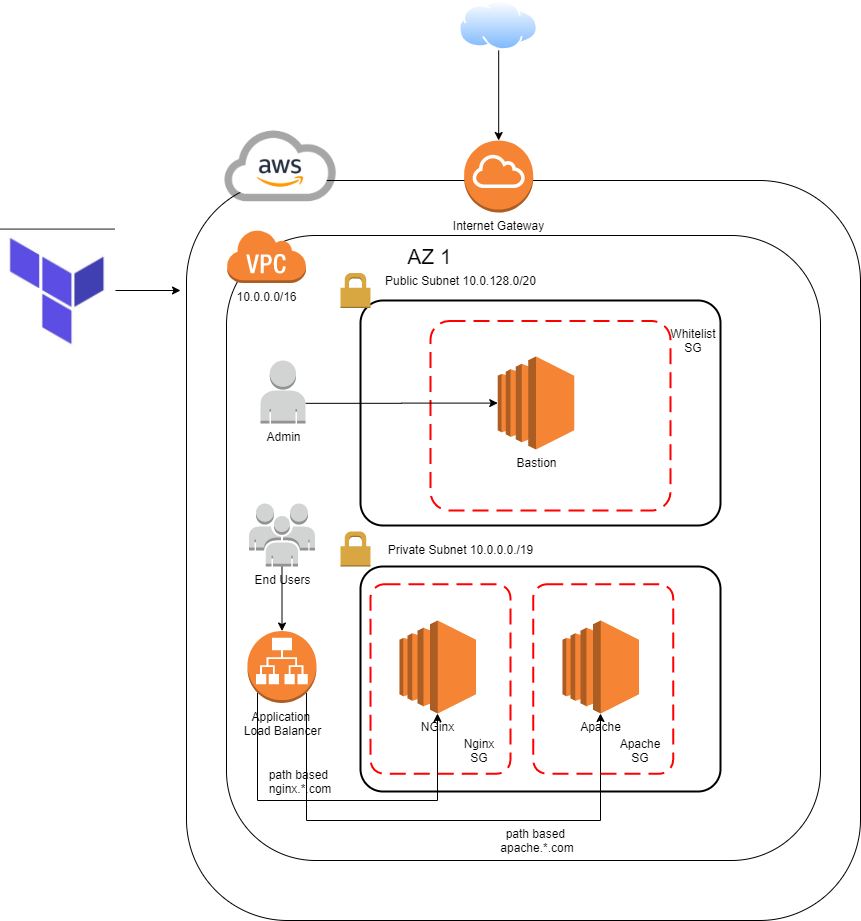 aws
Internet Gateway
VPC
10.0.0.0/16
AZ 1
Public Subnet 10.0.128.0/20
Whitelist
SG
Admin
Bastion
End Users
Private Subnet 10.0.0.0./19
Application
Load Balancer
NGinx
Nginx
SG
Apache
Apache
SG
path based
nginx.*.com
path based
apache.*.com